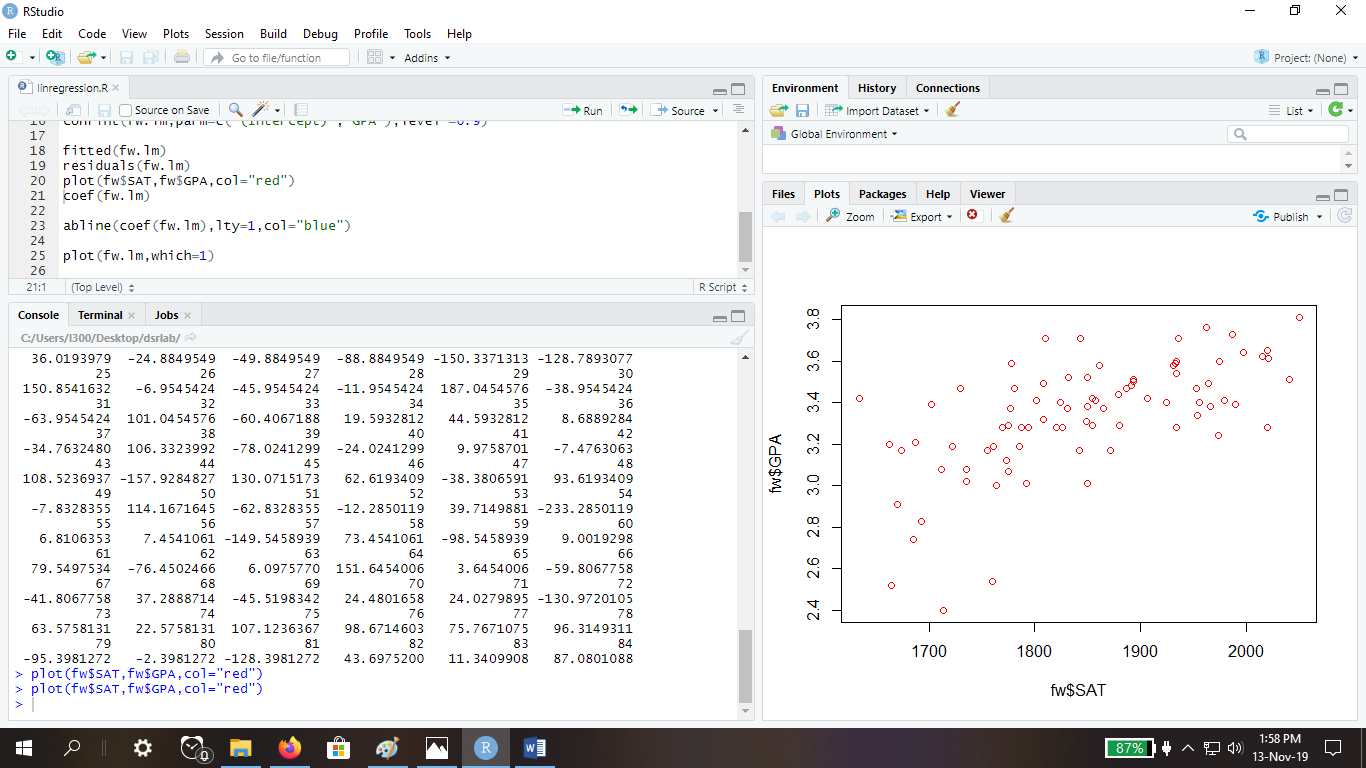 RStudio
File Edit Code View Plots Session Build Debug Profile Tools Help
Go to file/function Addins Project: (None)
linregression.R
Source on Save Run Source
16 confint(fw.lm,parm=c("(Intercept)","GPA"),level =0.9)
17
18 fitted(fw.lm)
19 residuals(fw.lm)
20 plot(fw$SAT,fw$GPA,col="red")
21 coef(fw.lm)
22
23 abline(coef(fw.lm),lty=1,col="blue")
24
25 plot(fw.lm,which=1)
26
21:1 (Top Level) R Script
Console Terminal Jobs
C:/Users/I300/Desktop/dsrlab/
36.0193979 -24.8849549 -49.8849549 -88.8849549 -150.3371313 -128.7893077
25 26 27 28 29 30
150.8541632 -6.9545424 -45.9545424 -11.9545424 187.0454576 -38.9545424
31 32 33 34 35 36
-63.9545424 101.0454576 -60.4067188 19.5932812 44.5932812 8.6889284
37 38 39 40 41 42
-34.7632480 106.3323992 -78.0241299 -24.0241299 9.9758701 -7.4763063
43 44 45 46 47 48
108.5236937 -157.9284827 130.0715173 62.6193409 -38.3806591 93.6193409
49 50 51 52 53 54
-7.8328355 114.1671645 -62.8328355 -12.2850119 39.7149881 -233.2850119
55 56 57 58 59 60
6.8106353 7.4541061 -149.5458939 73.4541061 -98.5458939 9.0019298
61 62 63 64 65 66
79.5497534 -76.4502466 6.0975770 151.6454006 3.6454006 -59.8067758
67 68 69 70 71 72
-41.8067758 37.2888714 -45.5198342 24.4801658 24.0279895 -130.9720105
73 74 75 76 77 78
63.5758131 22.5758131 107.1236367 98.6714603 75.7671075 96.3149311
79 80 81 82 83 84
-95.3981272 -2.3981272 -128.3981272 43.6975200 11.3409908 87.0801088
> plot(fw$SAT,fw$GPA,col="red")
> plot(fw$SAT,fw$GPA,col="red")
>
Environment History Connections
Import Dataset List
Global Environment
Files Plots Packages Help Viewer
Zoom Export Publish
fw$GPA
3.8
3.6
3.4
3.2
3.0
2.8
2.6
2.4
1700 1800 1900 2000
fw$SAT
0
87%
1:58 PM
13-Nov-19